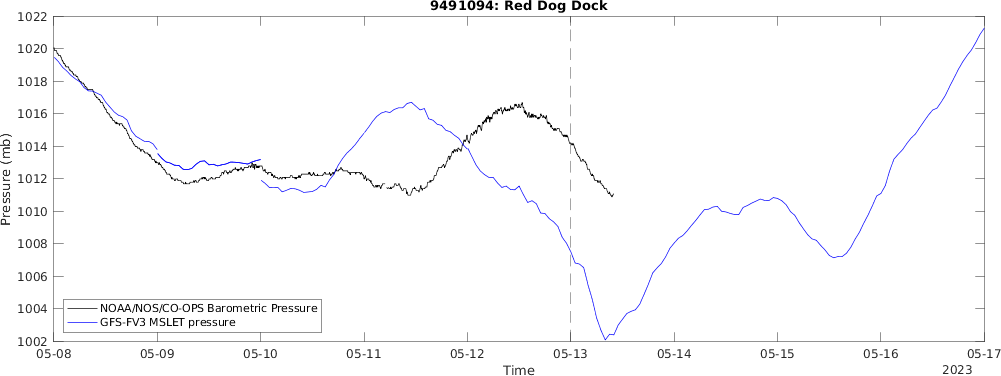 9491094: Red Dog Dock
Pressure (mb)
1022
1020
1018
1016
1014
1012
1010
1008
1006
1004
1002
NOAA/NOS/CO-OPS Barometric Pressure
GFS-FV3 MSLET pressure
05-08 05-09 05-10 05-11 05-12 05-13 05-14 05-15 05-16 05-17
Time
2023